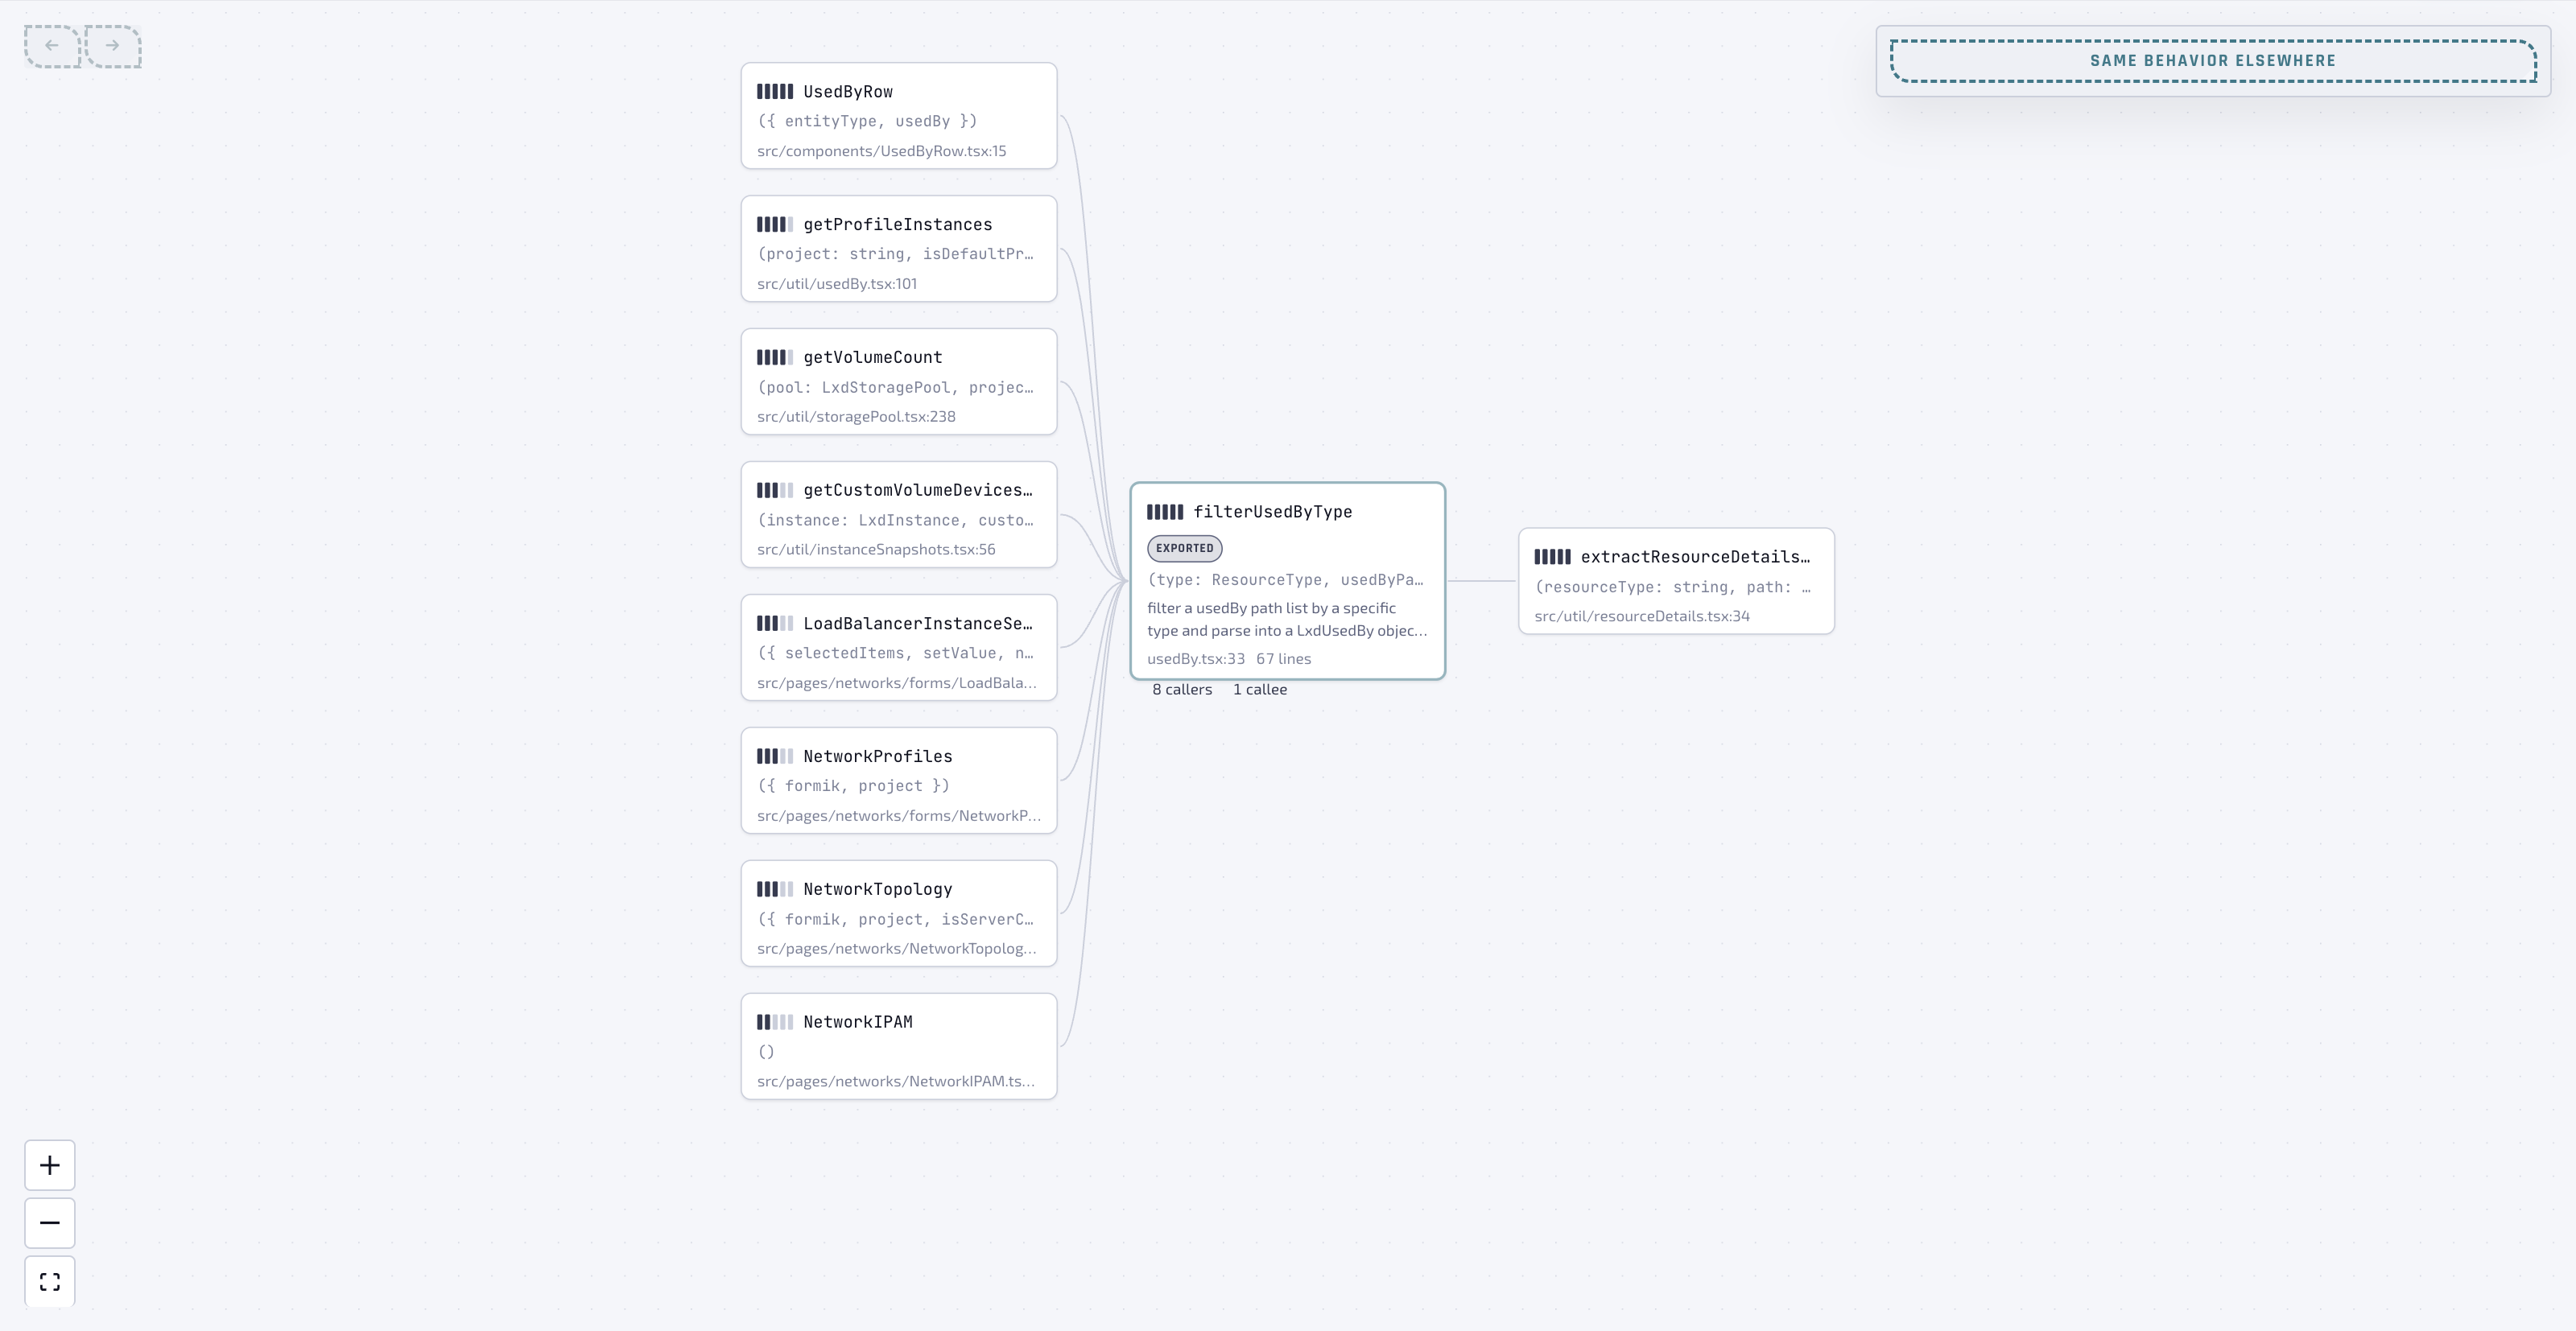 SAME BEHAVIOR ELSEWHERE
UsedByRow
({ entityType, usedBy })
src/components/UsedByRow.tsx:15
getProfileInstances
(project: string, isDefaultPr…
src/util/usedBy.tsx:101
getVolumeCount
(pool: LxdStoragePool, projec…
src/util/storagePool.tsx:238
getCustomVolumeDevices…
(instance: LxdInstance, custo…
src/util/instanceSnapshots.tsx:56
LoadBalancerInstanceSe…
({ selectedItems, setValue, n…
src/pages/networks/forms/LoadBala…
NetworkProfiles
({ formik, project })
src/pages/networks/forms/NetworkP…
NetworkTopology
({ formik, project, isServerC…
src/pages/networks/NetworkTopolog…
NetworkIPAM
()
src/pages/networks/NetworkIPAM.ts…
filterUsedByType
EXPORTED
(type: ResourceType, usedByPa…
filter a usedBy path list by a specific
type and parse into a LxdUsedBy objec…
usedBy.tsx:33 67 lines
8 callers 1 callee
extractResourceDetails…
(resourceType: string, path: …
src/util/resourceDetails.tsx:34